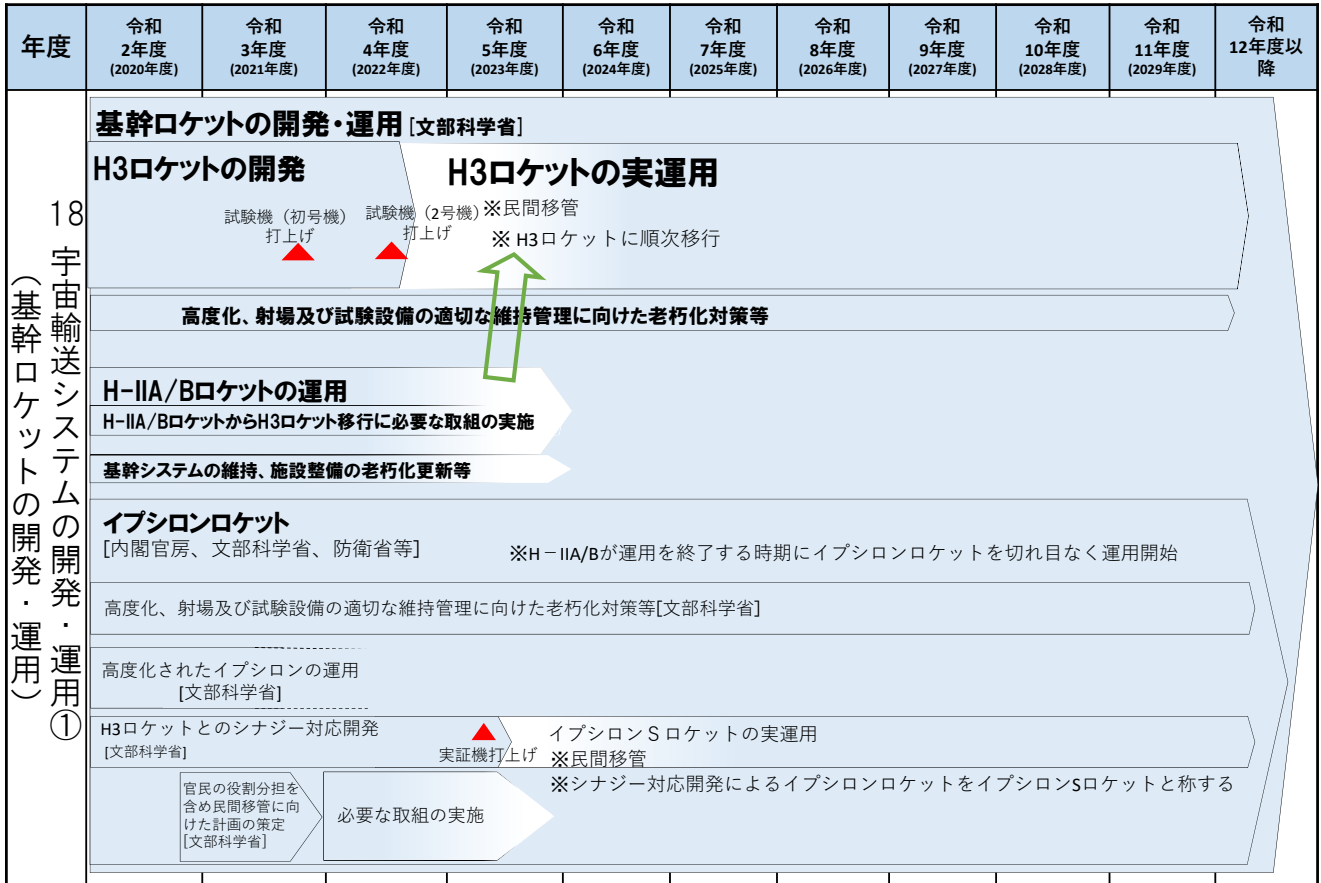 年度
令和
2年度
(2020年度)
令和
3年度
(2021年度)
令和
4年度
(2022年度)
令和
5年度
(2023年度)
令和
6年度
(2024年度)
令和
7年度
(2025年度)
令和
8年度
(2026年度)
令和
9年度
(2027年度)
令和
10年度
(2028年度)
令和
11年度
(2029年度)
令和
12年度以
降
18 宇宙輸送システムの開発・運用①
（基幹ロケットの開発・運用）
基幹ロケットの開発・運用 [文部科学省]
H3ロケットの開発
H3ロケットの実運用
試験機（初号機）
打上げ
試験機（2号機）
打上げ
※民間移管
※ H3ロケットに順次移行
高度化、射場及び試験設備の適切な維持管理に向けた老朽化対策等
H-IIA/Bロケットの運用
H-IIA/BロケットからH3ロケット移行に必要な取組の実施
基幹システムの維持、施設整備の老朽化更新等
イプシロンロケット
[内閣官房、文部科学省、防衛省等]
※H－IIA/Bが運用を終了する時期にイプシロンロケットを切れ目なく運用開始
高度化、射場及び試験設備の適切な維持管理に向けた老朽化対策等[文部科学省]
高度化されたイプシロンの運用
[文部科学省]
H3ロケットとのシナジー対応開発
[文部科学省]
実証機打上げ
イプシロンＳロケットの実運用
※民間移管
※シナジー対応開発によるイプシロンロケットをイプシロンSロケットと称する
官民の役割分担を
含め民間移管に向
けた計画の策定
[文部科学省]
必要な取組の実施